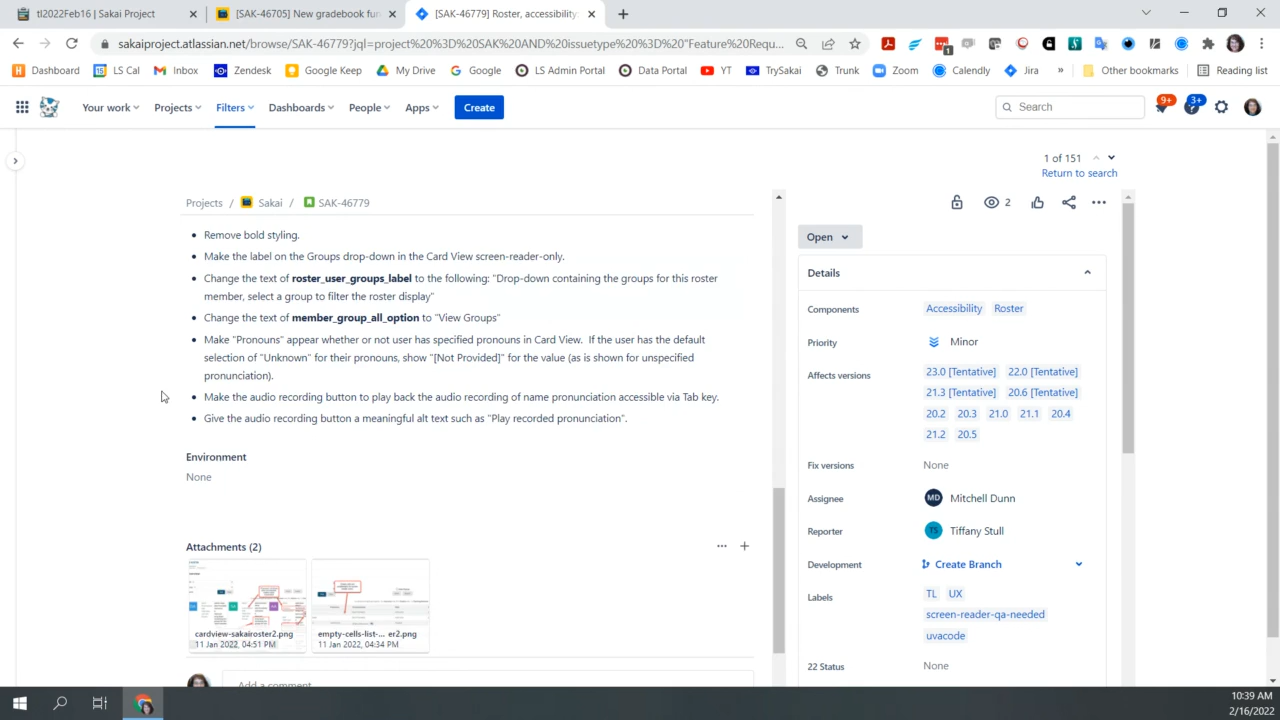 tl2022Feb16 | Sakai Project
[SAK-46705] New gradebook fun
[SAK-46779] Roster, accessibility:
sakaiproject.atlassian.net/browse/SAK-46779?jql=project%20%3D%20SAK%20AND%20issuetype%20%3D%20"Feature%20Requ...
1
Dashboard
LS Cal
Inbox
Zendesk
Google Keep
My Drive
Google
LS Admin Portal
Data Portal
YT
TrySakai
Trunk
Zoom
Calendly
Jira
»
Other bookmarks
Reading list
Your work
Projects
Filters
Dashboards
People
Apps
Create
Search
9+
3+
1 of 151
Return to search
Projects / Sakai / SAK-46779
2
Remove bold styling.
Make the label on the Groups drop-down in the Card View screen-reader-only.
Change the text of roster_user_groups_label to the following: "Drop-down containing the groups for this roster
member, select a group to filter the roster display"
Change the text of member_group_all_option to "View Groups"
Make "Pronouns" appear whether or not user has specified pronouns in Card View. If the user has the default
selection of "Unknown" for their pronouns, show "[Not Provided]" for the value (as is shown for unspecified
pronunciation).
Make the audio recording button to play back the audio recording of name pronunciation accessible via Tab key.
Give the audio recording button a meaningful alt text such as "Play recorded pronunciation".
Environment
None
Attachments (2)
cardview-sakairoster2.png
11 Jan 2022, 04:51 PM
empty-cells-list-... er2.png
11 Jan 2022, 04:34 PM
Add a comment
Open
Details
Components
Accessibility Roster
Priority
Minor
Affects versions
23.0 [Tentative] 22.0 [Tentative]
21.3 [Tentative] 20.6 [Tentative]
20.2 20.3 21.0 21.1 20.4
21.2 20.5
Fix versions
None
Assignee
MD Mitchell Dunn
Reporter
TS Tiffany Stull
Development
Create Branch
Labels
TL UX
screen-reader-qa-needed
uvacode
22 Status
None
10:39 AM
2/16/2022